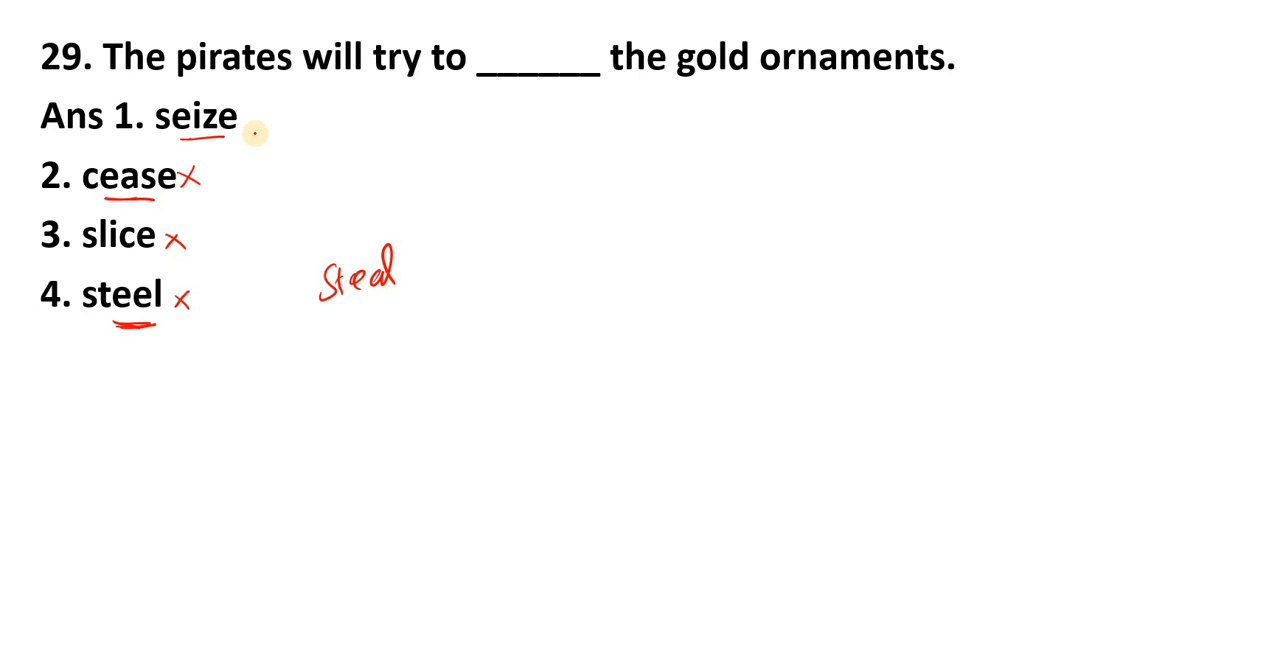 29. The pirates will try to ______ the gold ornaments.
Ans 1. seize
2. cease
3. slice
4. steel
steal